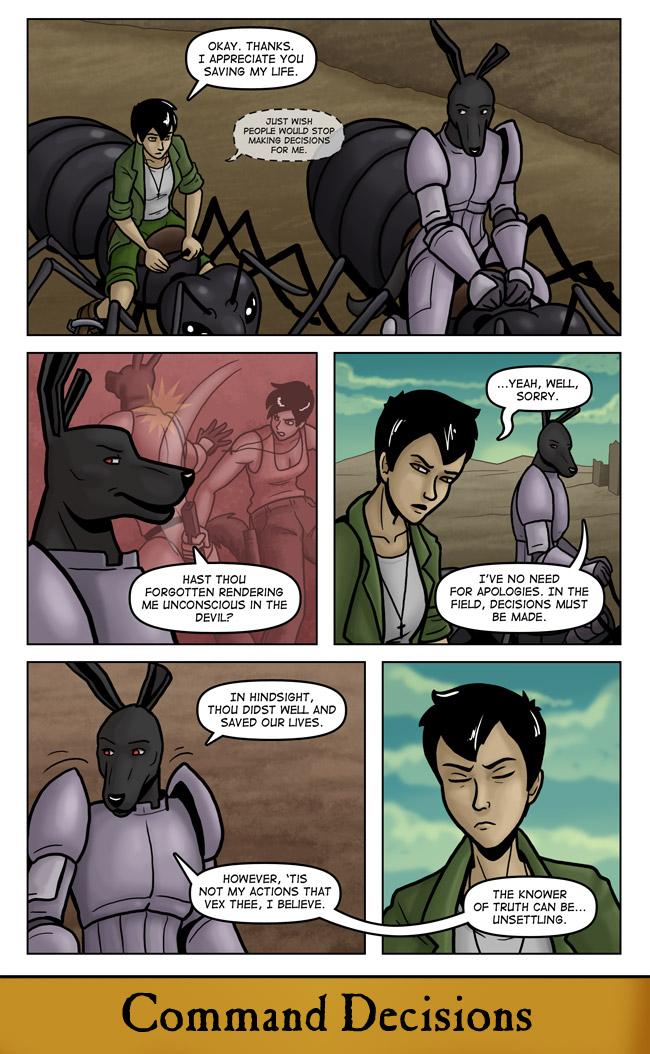 OKAY. THANKS.
I APPRECIATE YOU
SAVING MY LIFE.
JUST WISH
PEOPLE WOULD STOP
MAKING DECISIONS
FOR ME.
HAST THOU
FORGOTTEN RENDERING
ME UNCONSCIOUS IN THE
DEVIL?
...YEAH, WELL,
SORRY.
I'VE NO NEED
FOR APOLOGIES. IN THE
FIELD, DECISIONS MUST
BE MADE.
IN HINDSIGHT,
THOU DIDST WELL AND
SAVED OUR LIVES.
HOWEVER, 'TIS
NOT MY ACTIONS THAT
VEX THEE, I BELIEVE.
THE KNOWER
OF TRUTH CAN BE...
UNSETTLING.
Command Decisions